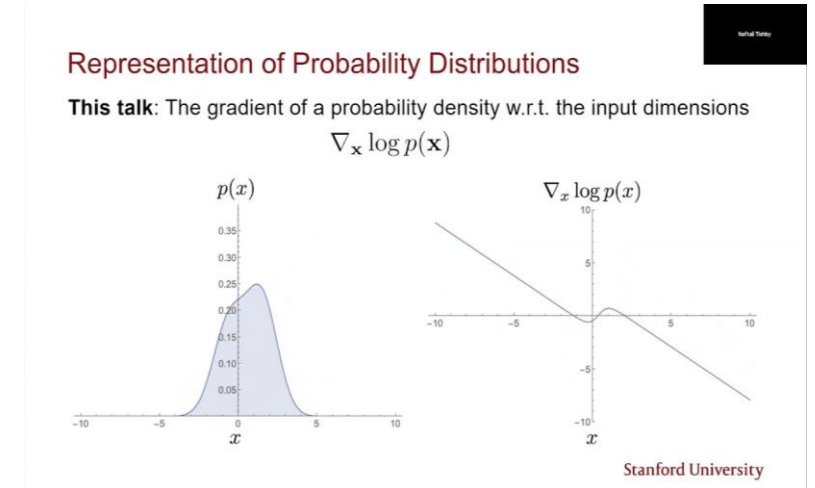 Naftali Tishby
Representation of Probability Distributions
This talk: The gradient of a probability density w.r.t. the input dimensions
∇x log p(x)
p(x)
0.35
0.30
0.25
0.20
0.15
0.10
0.05
-10 -5 0 5 10
x
∇x log p(x)
10
5
-10 -5 5 10
-5
-10
x
Stanford University